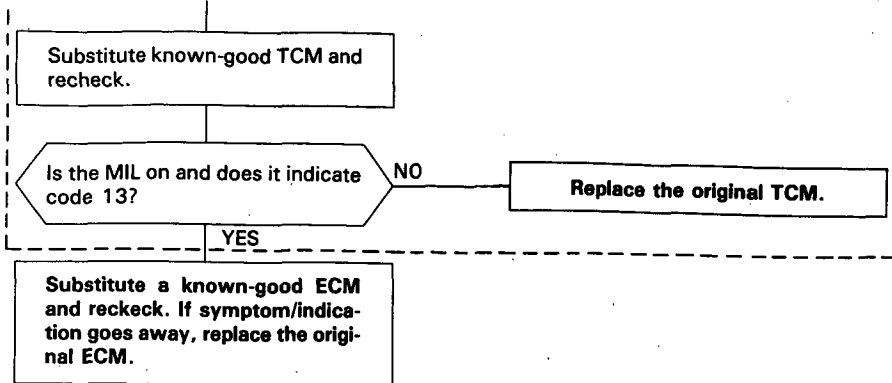 Substitute known-good TCM and
recheck.
Is the MIL on and does it indicate
code 13?
NO
Replace the original TCM.
YES
Substitute a known-good ECM
and reckeck. If symptom/indica-
tion goes away, replace the origi-
nal ECM.